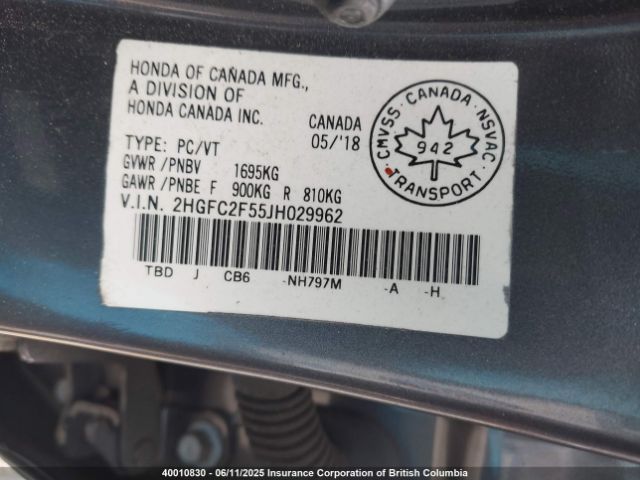 HONDA OF CANADA MFG.,
A DIVISION OF
HONDA CANADA INC.
CANADA
05/'18
TYPE: PC/VT
GVWR /PNBV 1695KG
GAWR /PNBE F 900KG R 810KG
V.I.N. 2HGFC2F55JH029962
TBD J CB6 -NH797M -A -H
CMVSS · CANADA · NSVAC
942
TRANSPORT
40010830 - 06/11/2025 Insurance Corporation of British Columbia